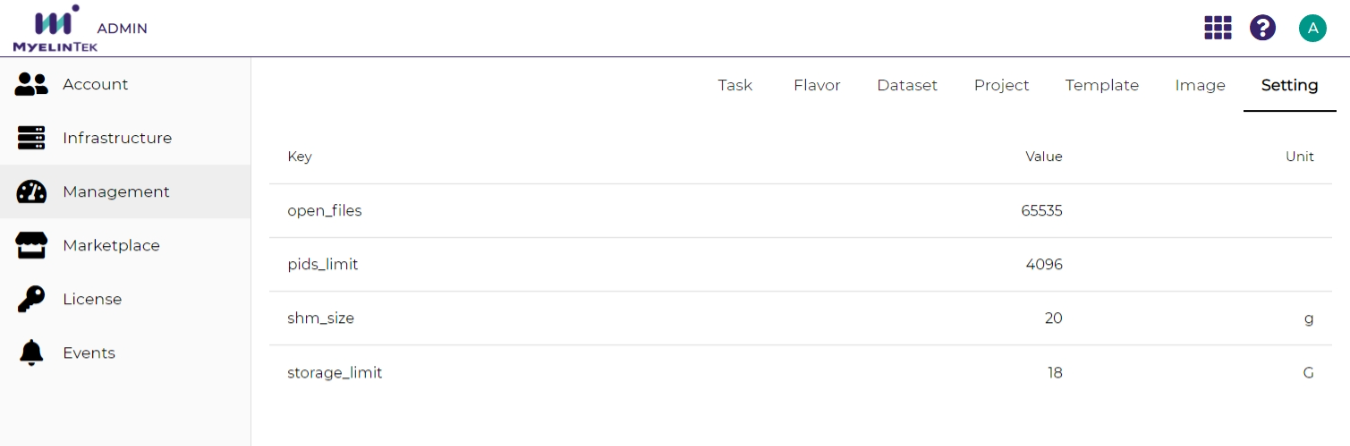 ADMIN
MYELINTEK
?
A
Account
Infrastructure
Management
Marketplace
License
Events
Task Flavor Dataset Project Template Image Setting
Key Value Unit
open_files 65535
pids_limit 4096
shm_size 20 g
storage_limit 18 G